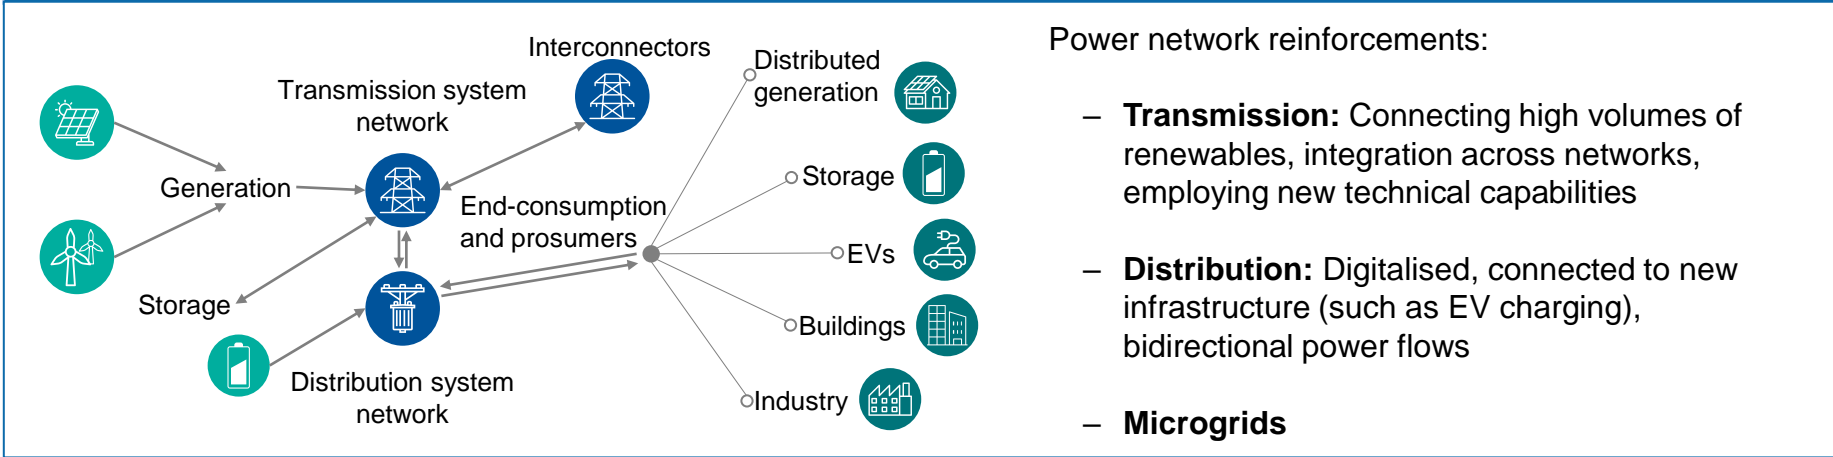 Interconnectors
Transmission system
network
Generation
Storage
Distribution system
network
End-consumption
and prosumers
Distributed
generation
Storage
EVs
Buildings
Industry
Power network reinforcements:
– Transmission: Connecting high volumes of
renewables, integration across networks,
employing new technical capabilities
– Distribution: Digitalised, connected to new
infrastructure (such as EV charging),
bidirectional power flows
– Microgrids